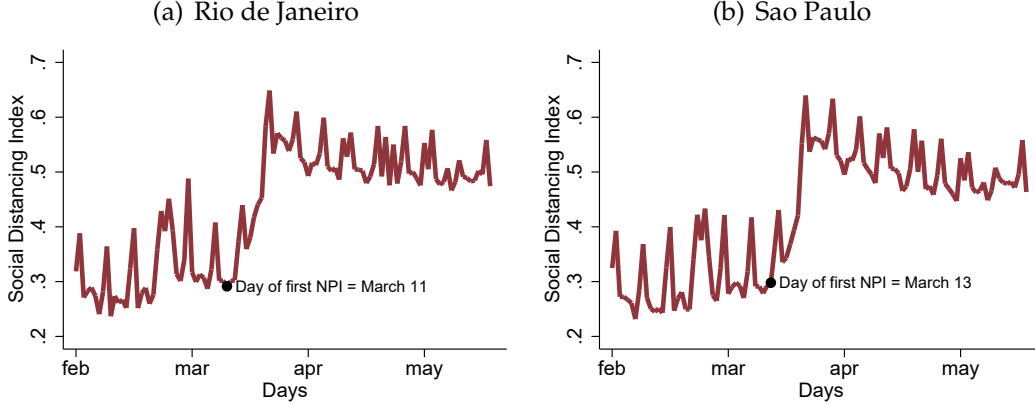 (a) Rio de Janeiro
Social Distancing Index
.7
.6
.5
.4
.3
.2
Day of first NPI = March 11
feb
mar
apr
may
Days
(b) Sao Paulo
Social Distancing Index
.7
.6
.5
.4
.3
.2
Day of first NPI = March 13
feb
mar
apr
may
Days